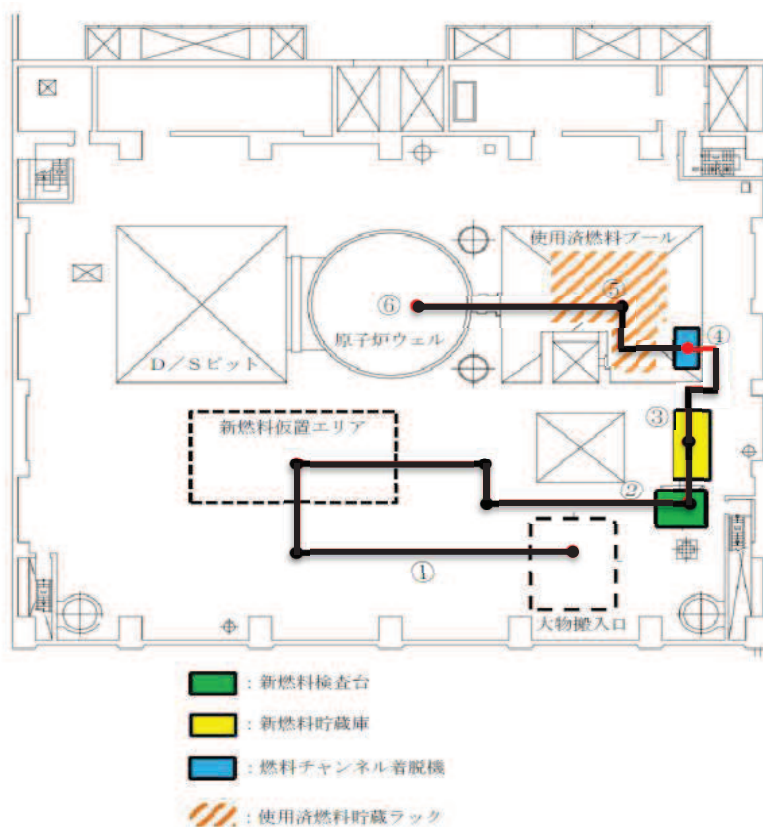 使用済燃料プール
⑤
⑥
④
原子炉ウェル
D/Sピット
③
新燃料仮置エリア
②
①
大物搬入口
：新燃料検査台
：新燃料貯蔵庫
：燃料チャンネル着脱機
：使用済燃料貯蔵ラック